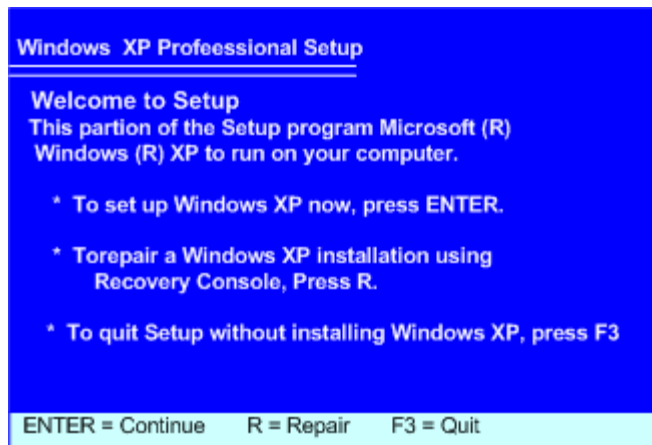 Windows XP Profeessional Setup
Welcome to Setup
This partion of the Setup program Microsoft (R)
Windows (R) XP to run on your computer.
* To set up Windows XP now, press ENTER.
* Torepair a Windows XP installation using
Recovery Console, Press R.
* To quit Setup without installing Windows XP, press F3
ENTER = Continue R = Repair F3 = Quit